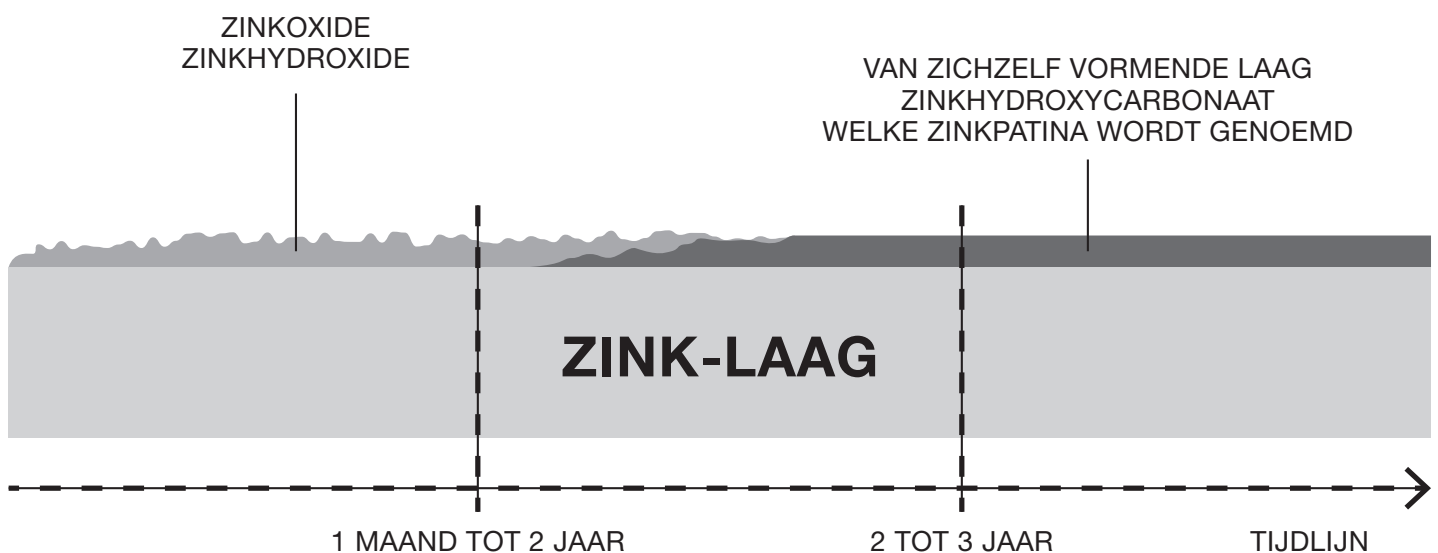 ZINKOXIDE
ZINKHYDROXIDE
VAN ZICHZELF VORMENDE LAAG
ZINKHYDROXYCARBONAAT
WELKE ZINKPATINA WORDT GENOEMD
ZINK-LAAG
1 MAAND TOT 2 JAAR
2 TOT 3 JAAR
TIJDLIJN